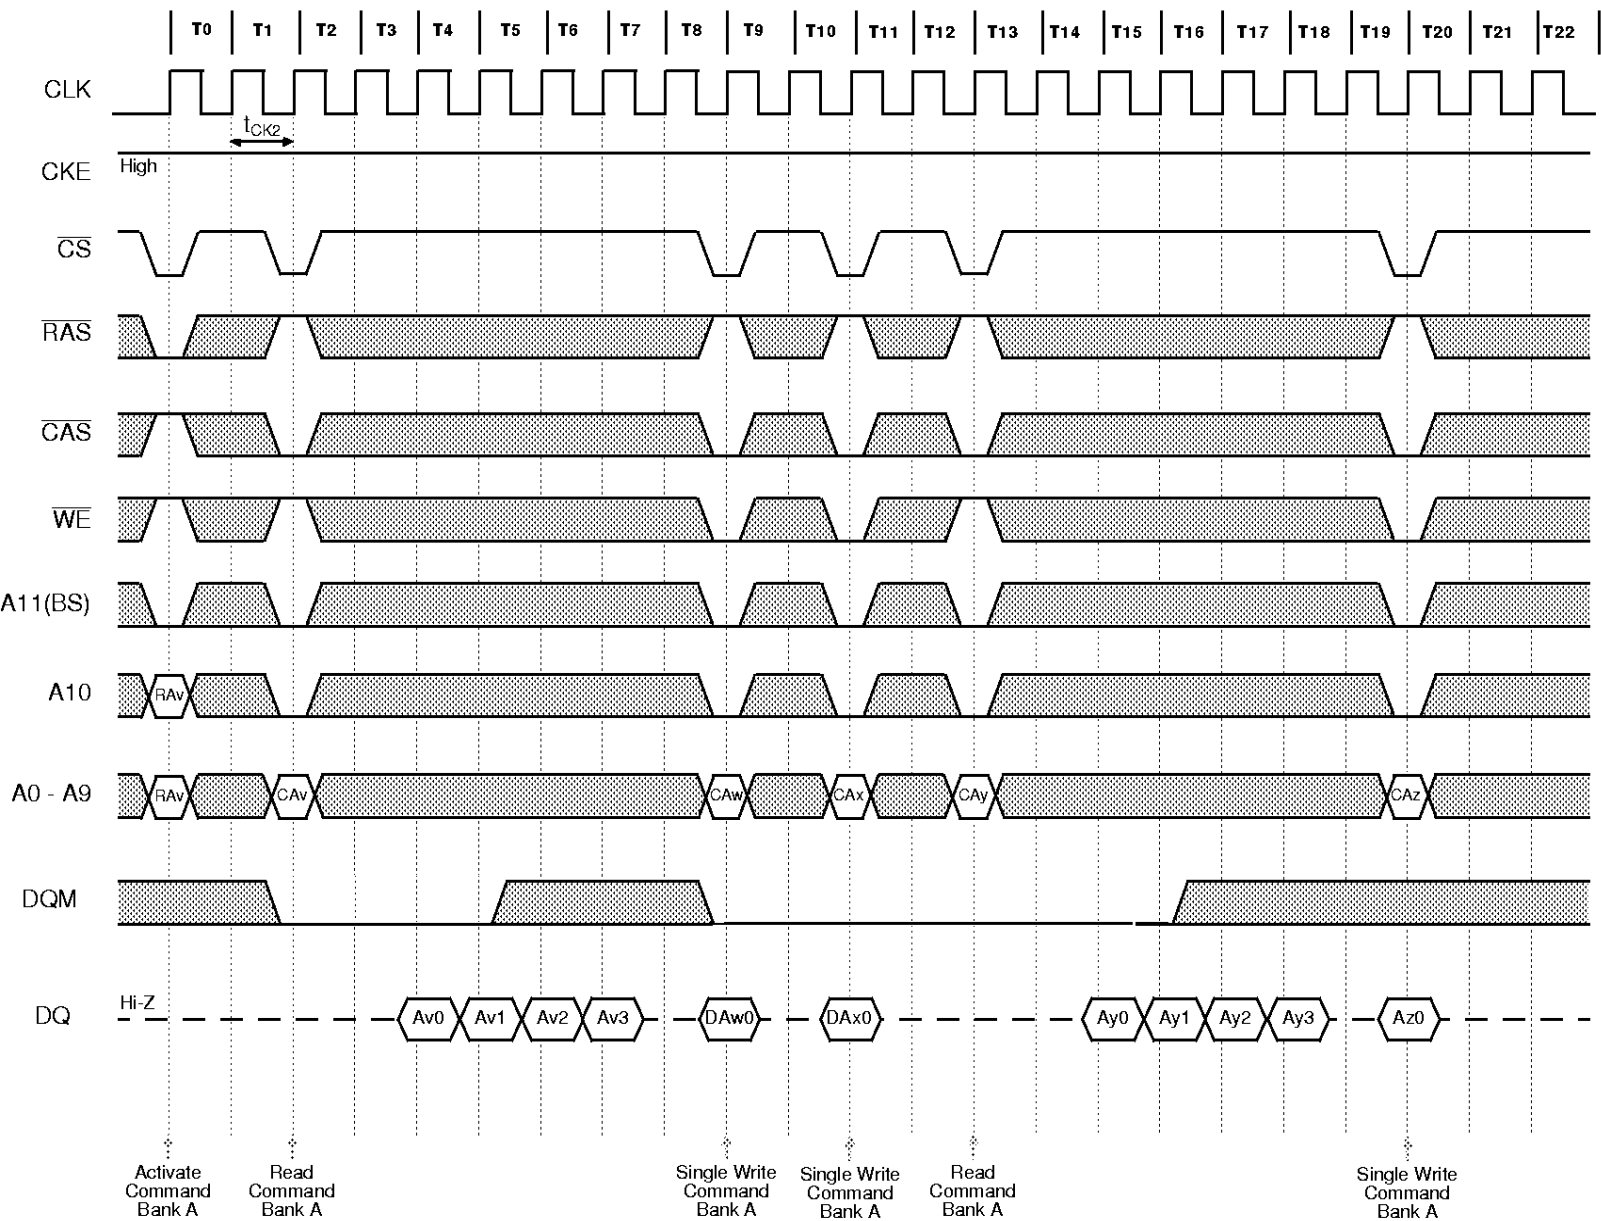 T0 T1 T2 T3 T4 T5 T6 T7 T8 T9 T10 T11 T12 T13 T14 T15 T16 T17 T18 T19 T20 T21 T22
CLK
tCK2
CKE High
CS
RAS
CAS
WE
A11(BS)
A10 RAv
A0 - A9 RAv CAv CAw CAx CAy CAz
DQM
DQ Hi-Z Av0 Av1 Av2 Av3 DAw0 DAx0 Ay0 Ay1 Ay2 Ay3 Az0
Activate
Command
Bank A
Read
Command
Bank A
Single Write
Command
Bank A
Single Write
Command
Bank A
Read
Command
Bank A
Single Write
Command
Bank A